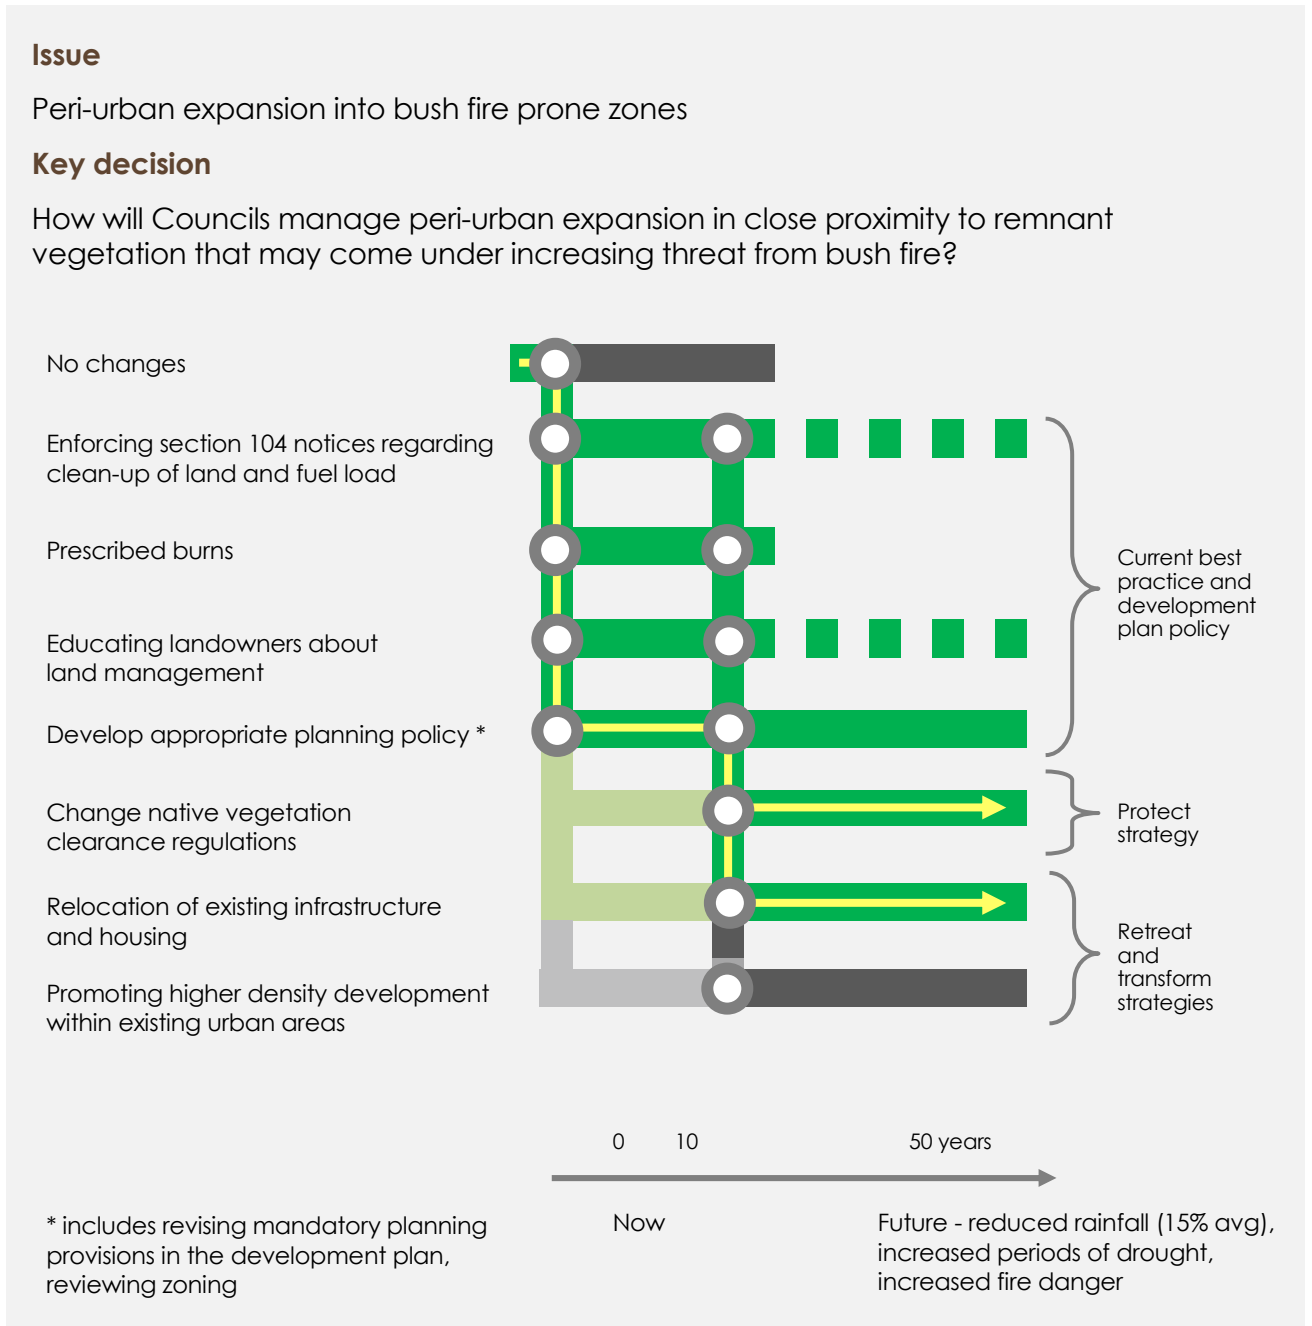 Issue
Peri-urban expansion into bush fire prone zones
Key decision
How will Councils manage peri-urban expansion in close proximity to remnant
vegetation that may come under increasing threat from bush fire?
No changes
Enforcing section 104 notices regarding
clean-up of land and fuel load
Prescribed burns
Educating landowners about
land management
Develop appropriate planning policy *
Change native vegetation
clearance regulations
Relocation of existing infrastructure
and housing
Promoting higher density development
within existing urban areas
Current best
practice and
development
plan policy
Protect
strategy
Retreat
and
transform
strategies
0 10 50 years
Now
Future - reduced rainfall (15% avg),
increased periods of drought,
increased fire danger
* includes revising mandatory planning
provisions in the development plan,
reviewing zoning